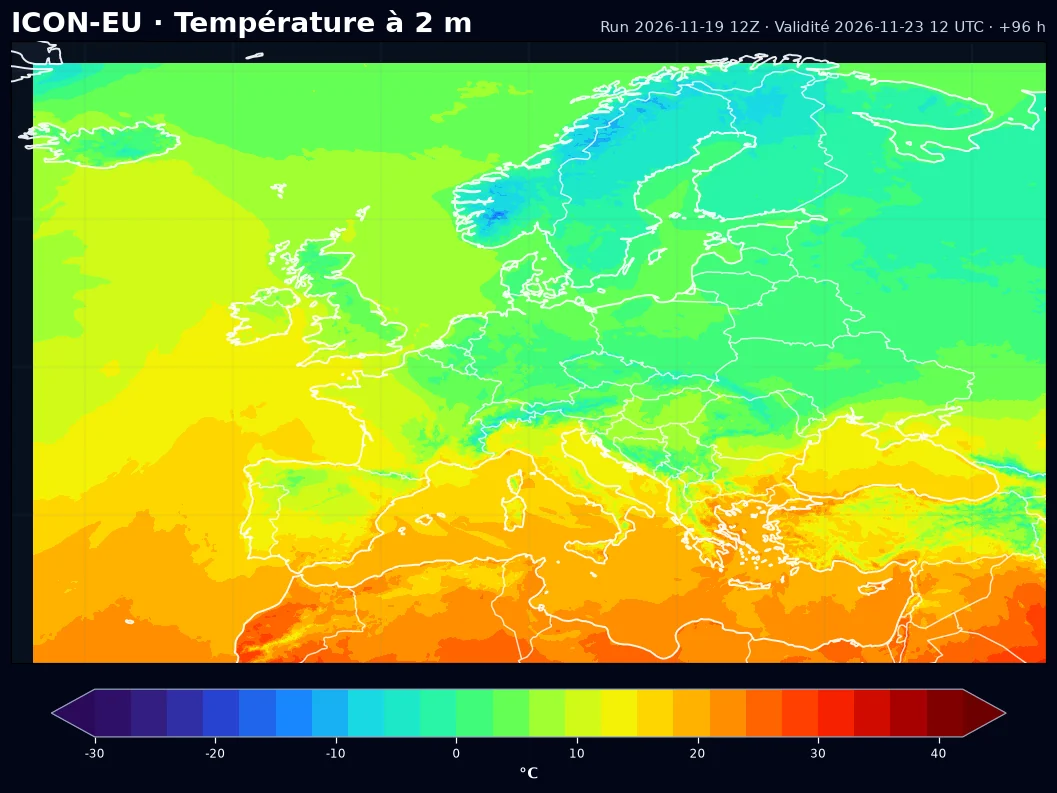 ICON-EU · Température à 2 m
Run 2026-11-19 12Z · Validité 2026-11-23 12 UTC · +96 h
-30 -20 -10 0 10 20 30 40
°C